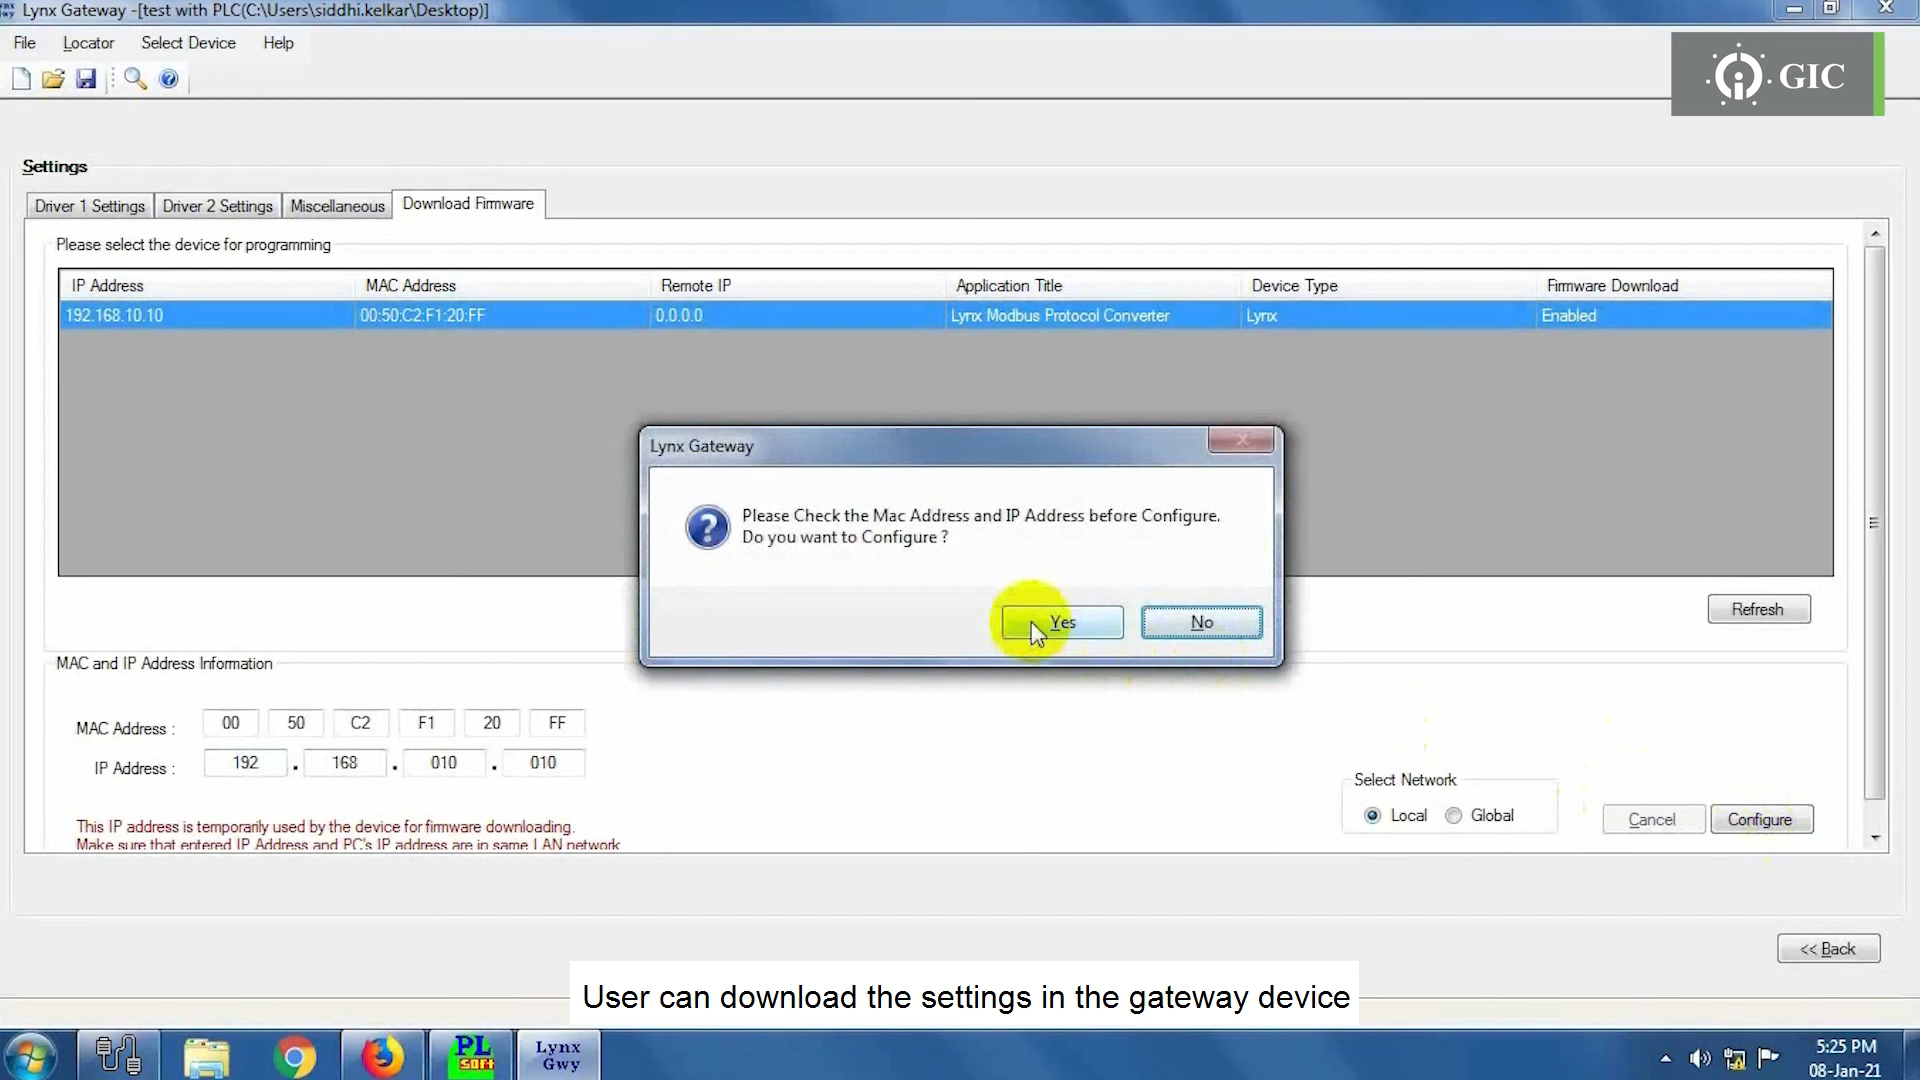 Lynx Gateway -[test with PLC(C:\Users\siddhi.kelkar\Desktop)]
File Locator Select Device Help
GIC
Settings
Driver 1 Settings Driver 2 Settings Miscellaneous Download Firmware
Please select the device for programming
IP Address MAC Address Remote IP Application Title Device Type Firmware Download
192.168.10.10 00:50:C2:F1:20:FF 0.0.0.0 Lynx Modbus Protocol Converter Lynx Enabled
Lynx Gateway
Please Check the Mac Address and IP Address before Configure.
Do you want to Configure ?
Yes No
Refresh
MAC and IP Address Information
MAC Address : 00 50 C2 F1 20 FF
IP Address : 192 . 168 . 010 . 010
Select Network
Local Global
Cancel Configure
This IP address is temporarily used by the device for firmware downloading.
Make sure that entered IP Address and PC's IP address are in same LAN network
<< Back
User can download the settings in the gateway device
PL soft
Lynx Gwy
5:25 PM
08-Jan-21